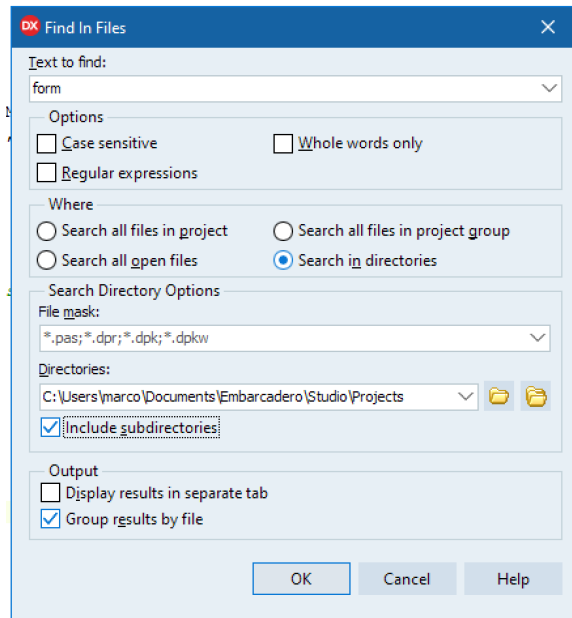 DX Find In Files
Text to find:
form
Options
Case sensitive Whole words only
Regular expressions
Where
Search all files in project Search all files in project group
Search all open files Search in directories
Search Directory Options
File mask:
*.pas;*.dpr;*.dpk;*.dpkw
Directories:
C:\Users\marco\Documents\Embarcadero\Studio\Projects
Include subdirectories
Output
Display results in separate tab
Group results by file
OK Cancel Help